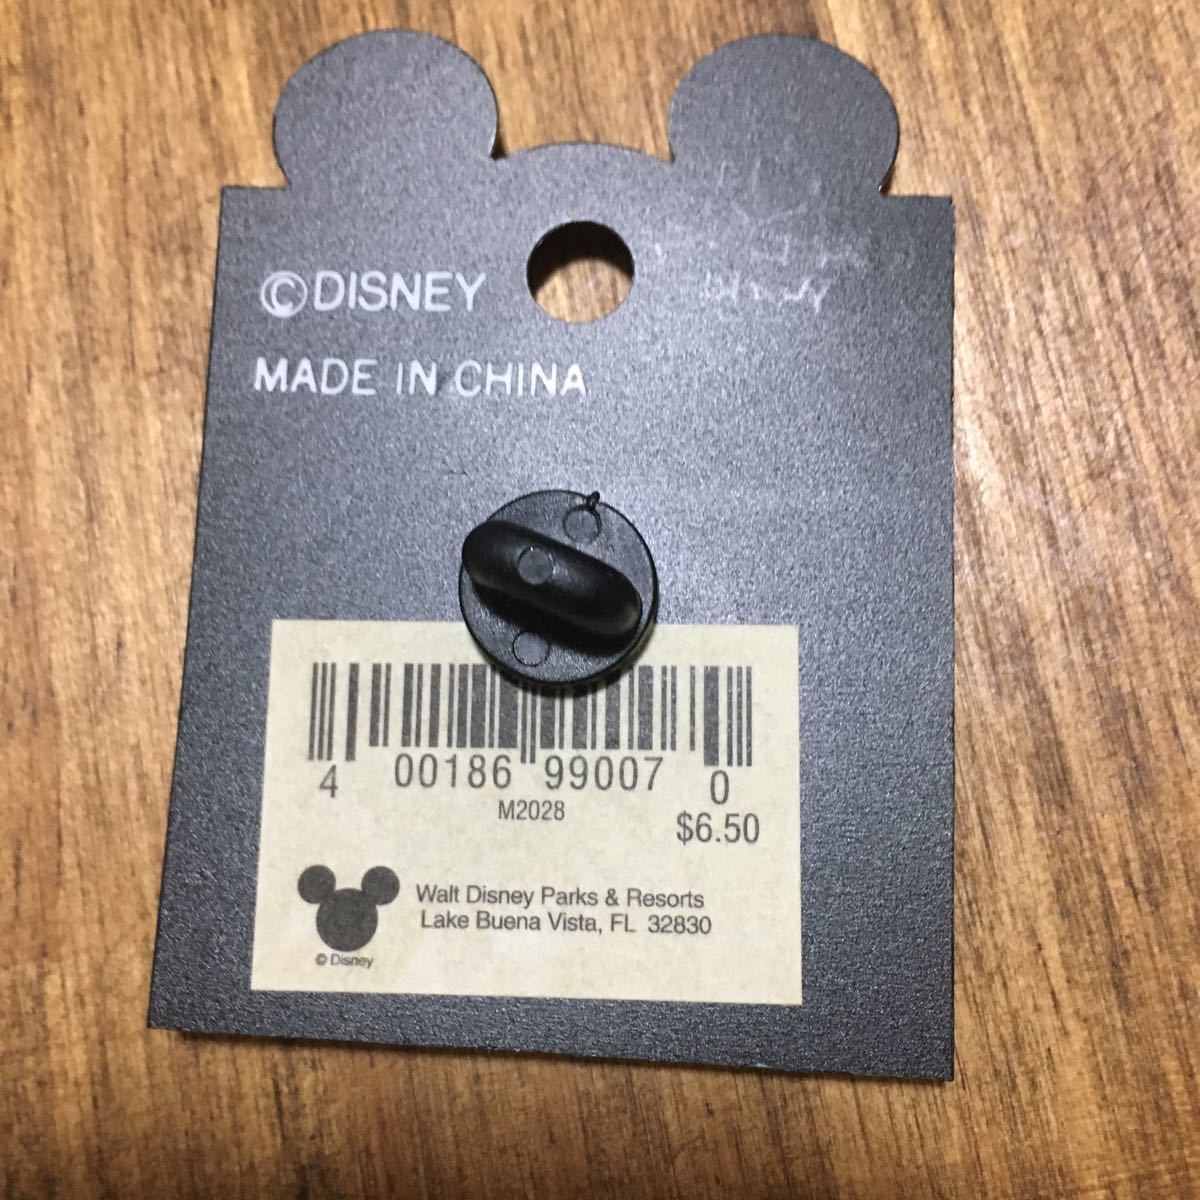 ©DISNEY
MADE IN CHINA
4 00186 99007 0
M2028
$6.50
Walt Disney Parks & Resorts
Lake Buena Vista, FL 32830
© Disney